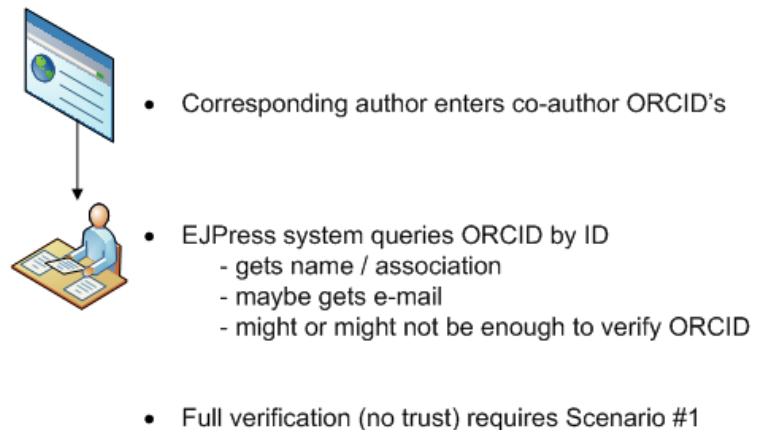 • Corresponding author enters co-author ORCID's
• EJPress system queries ORCID by ID
- gets name / association
- maybe gets e-mail
- might or might not be enough to verify ORCID
• Full verification (no trust) requires Scenario #1